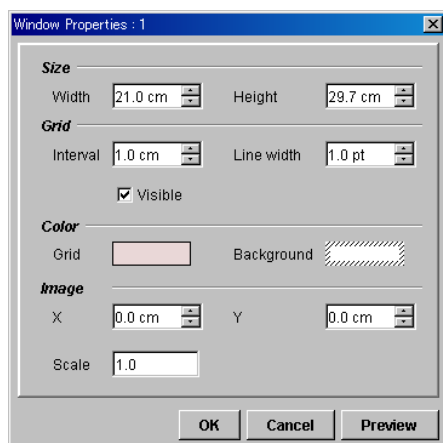 Window Properties : 1
Size
Width 21.0 cm Height 29.7 cm
Grid
Interval 1.0 cm Line width 1.0 pt
Visible
Color
Grid Background
Image
X 0.0 cm Y 0.0 cm
Scale 1.0
OK Cancel Preview